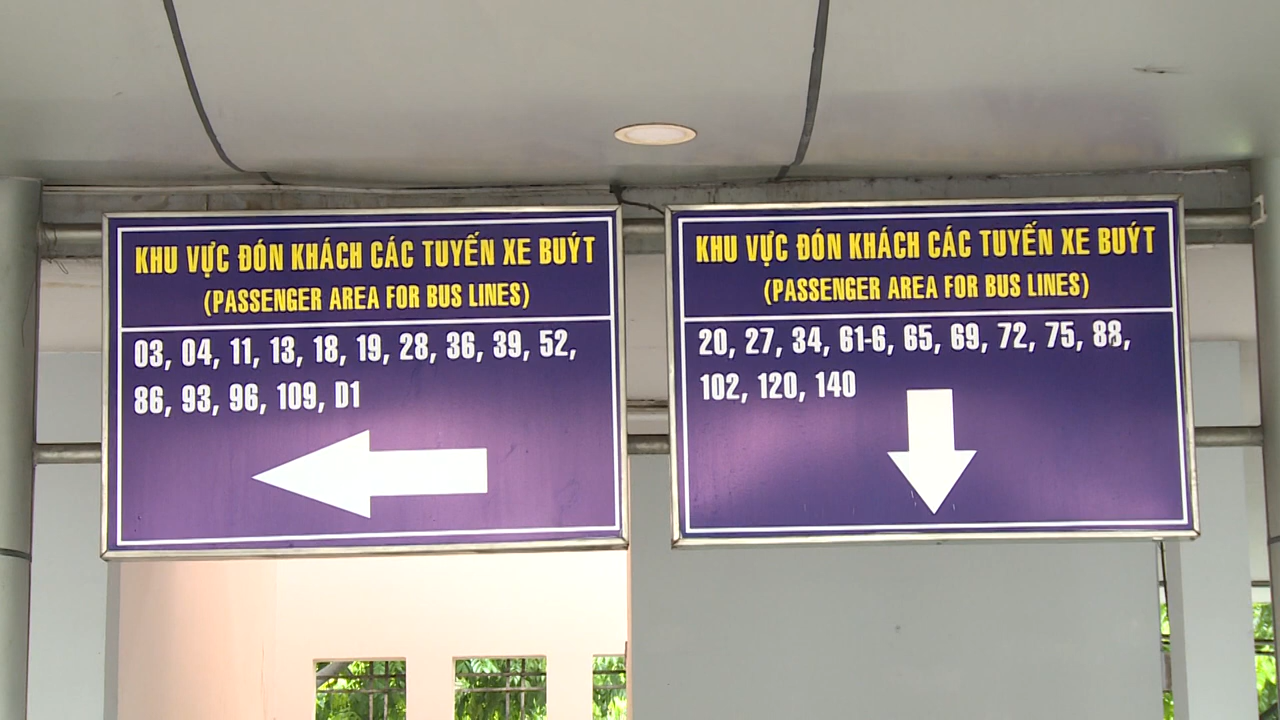 KHU VỰC ĐÓN KHÁCH CÁC TUYẾN XE BUÝT
(PASSENGER AREA FOR BUS LINES)
03, 04, 11, 13, 18, 19, 28, 36, 39, 52,
86, 93, 96, 109, D1
KHU VỰC ĐÓN KHÁCH CÁC TUYẾN XE BUÝT
(PASSENGER AREA FOR BUS LINES)
20, 27, 34, 61-6, 65, 69, 72, 75, 88,
102, 120, 140